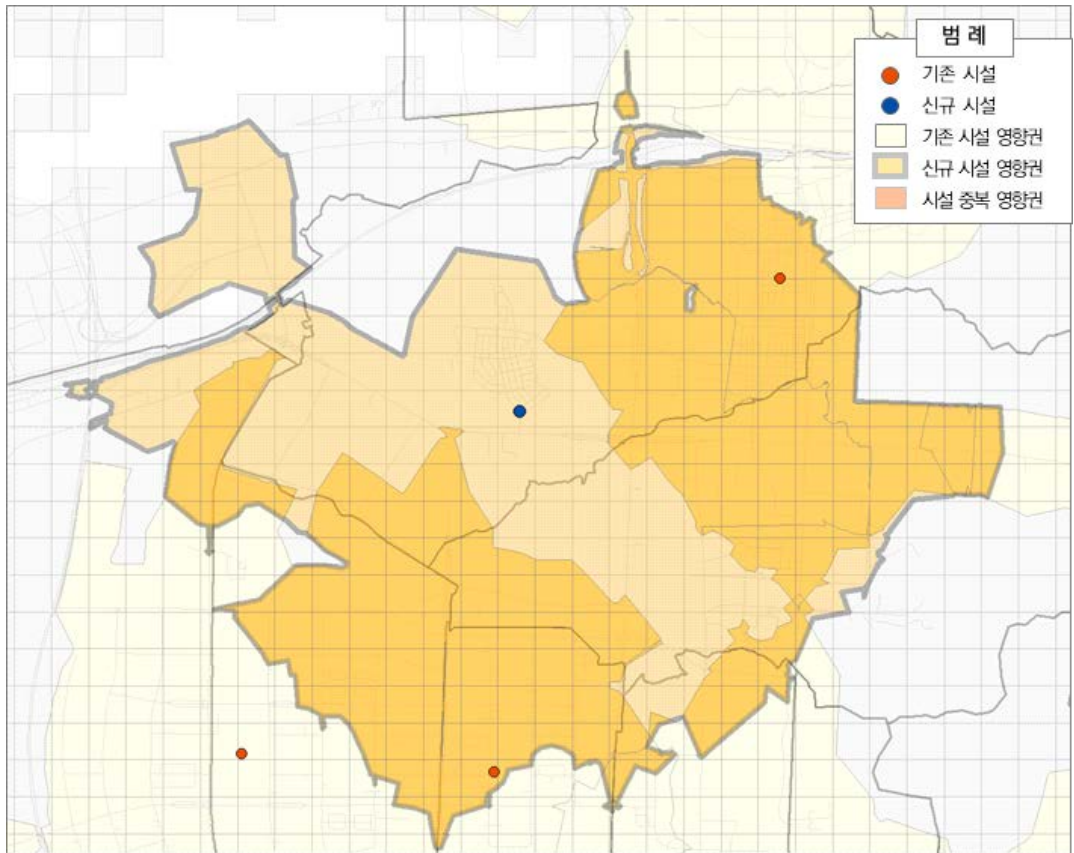 범 례
기존 시설
신규 시설
기존 시설 영향권
신규 시설 영향권
시설 중복 영향권